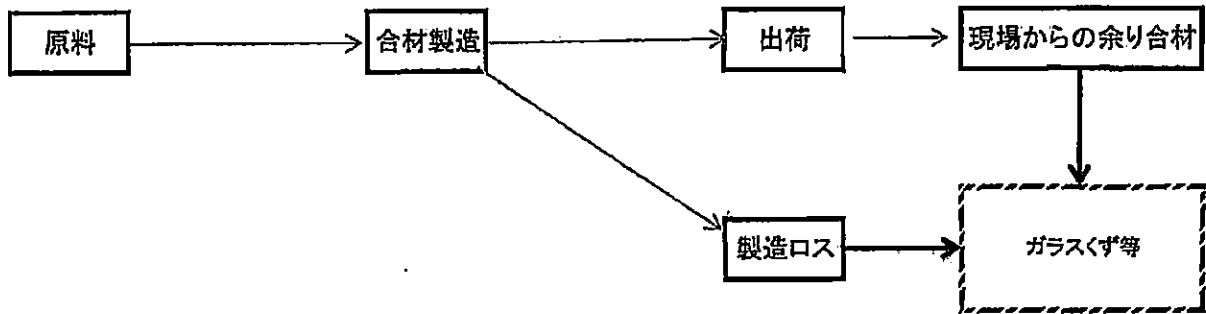 原料
合材製造
出荷
現場からの余り合材
製造ロス
ガラスくず等